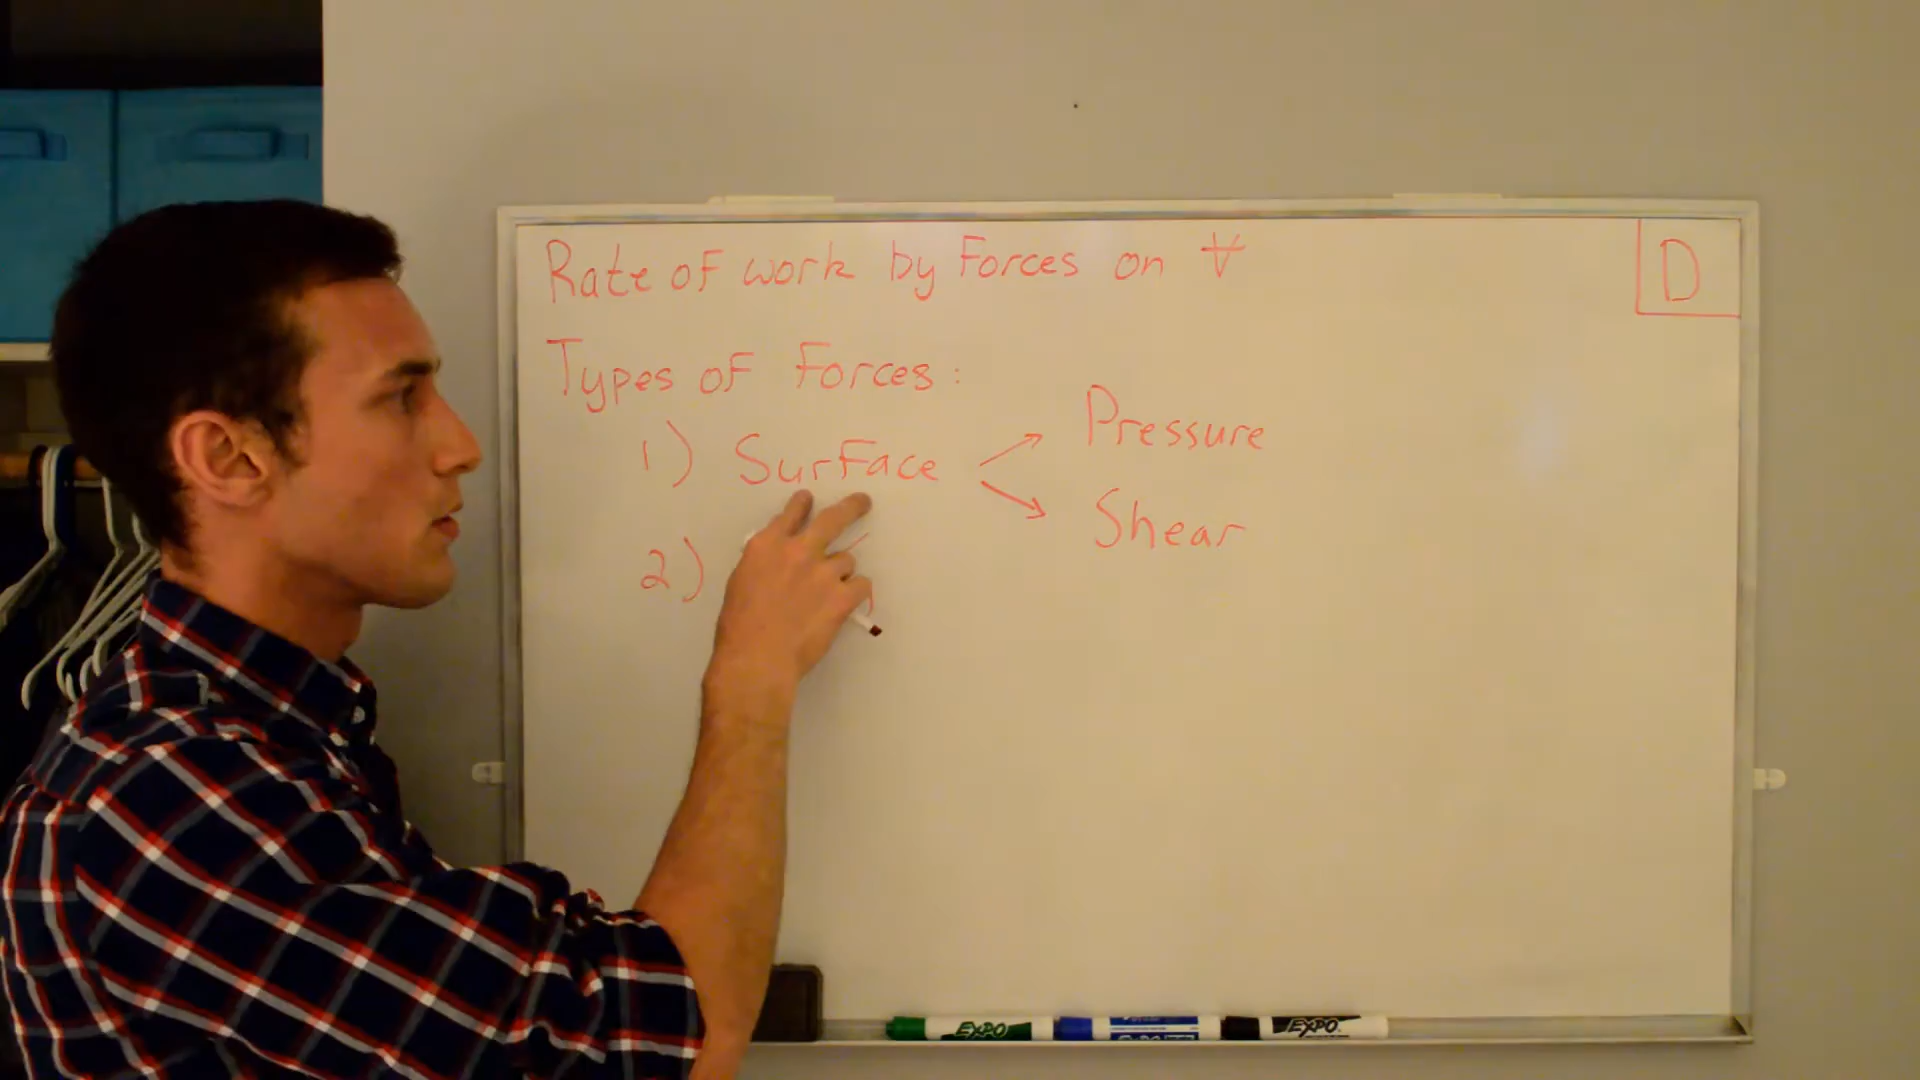 Rate of work by Forces on V
D
Types of Forces:
1) Surface
Pressure
Shear
2)
EXPO
EXPO